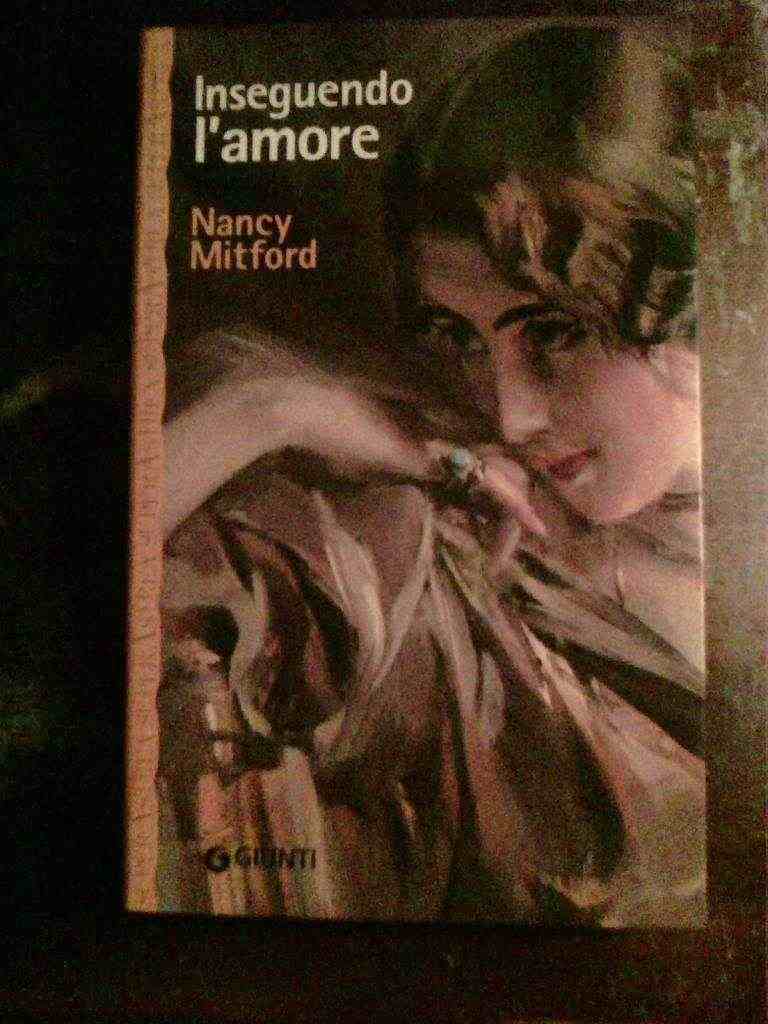 Inseguendo
l'amore
Nancy
Mitford
GIUNTI